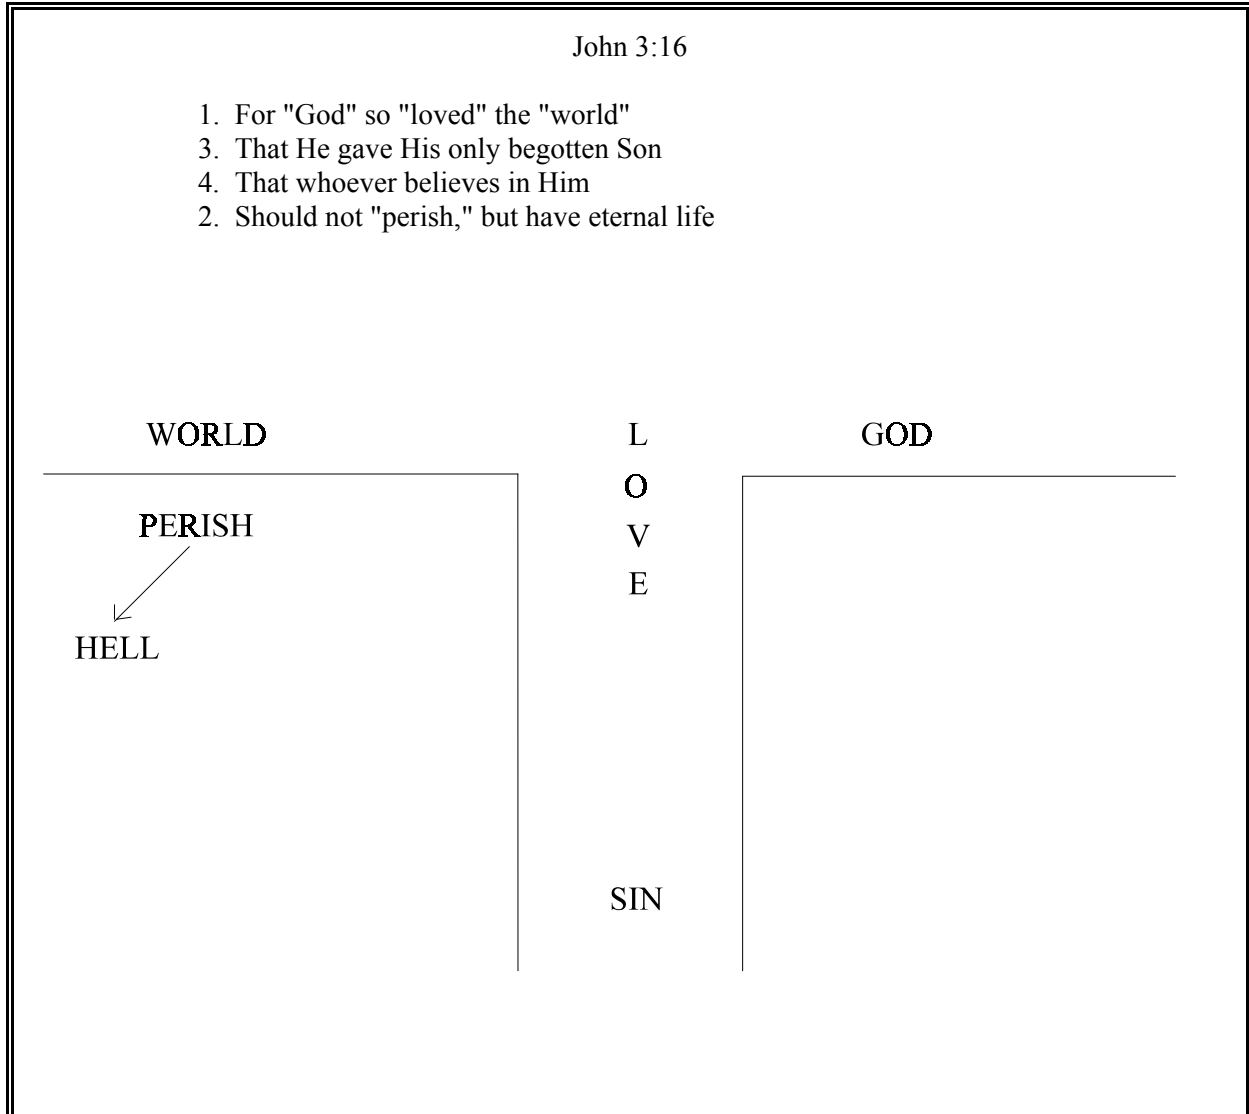 John 3:16
1. For "God" so "loved" the "world"
3. That He gave His only begotten Son
4. That whoever believes in Him
2. Should not "perish," but have eternal life
WORLD
L
O
V
E
GOD
PERISH
HELL
SIN